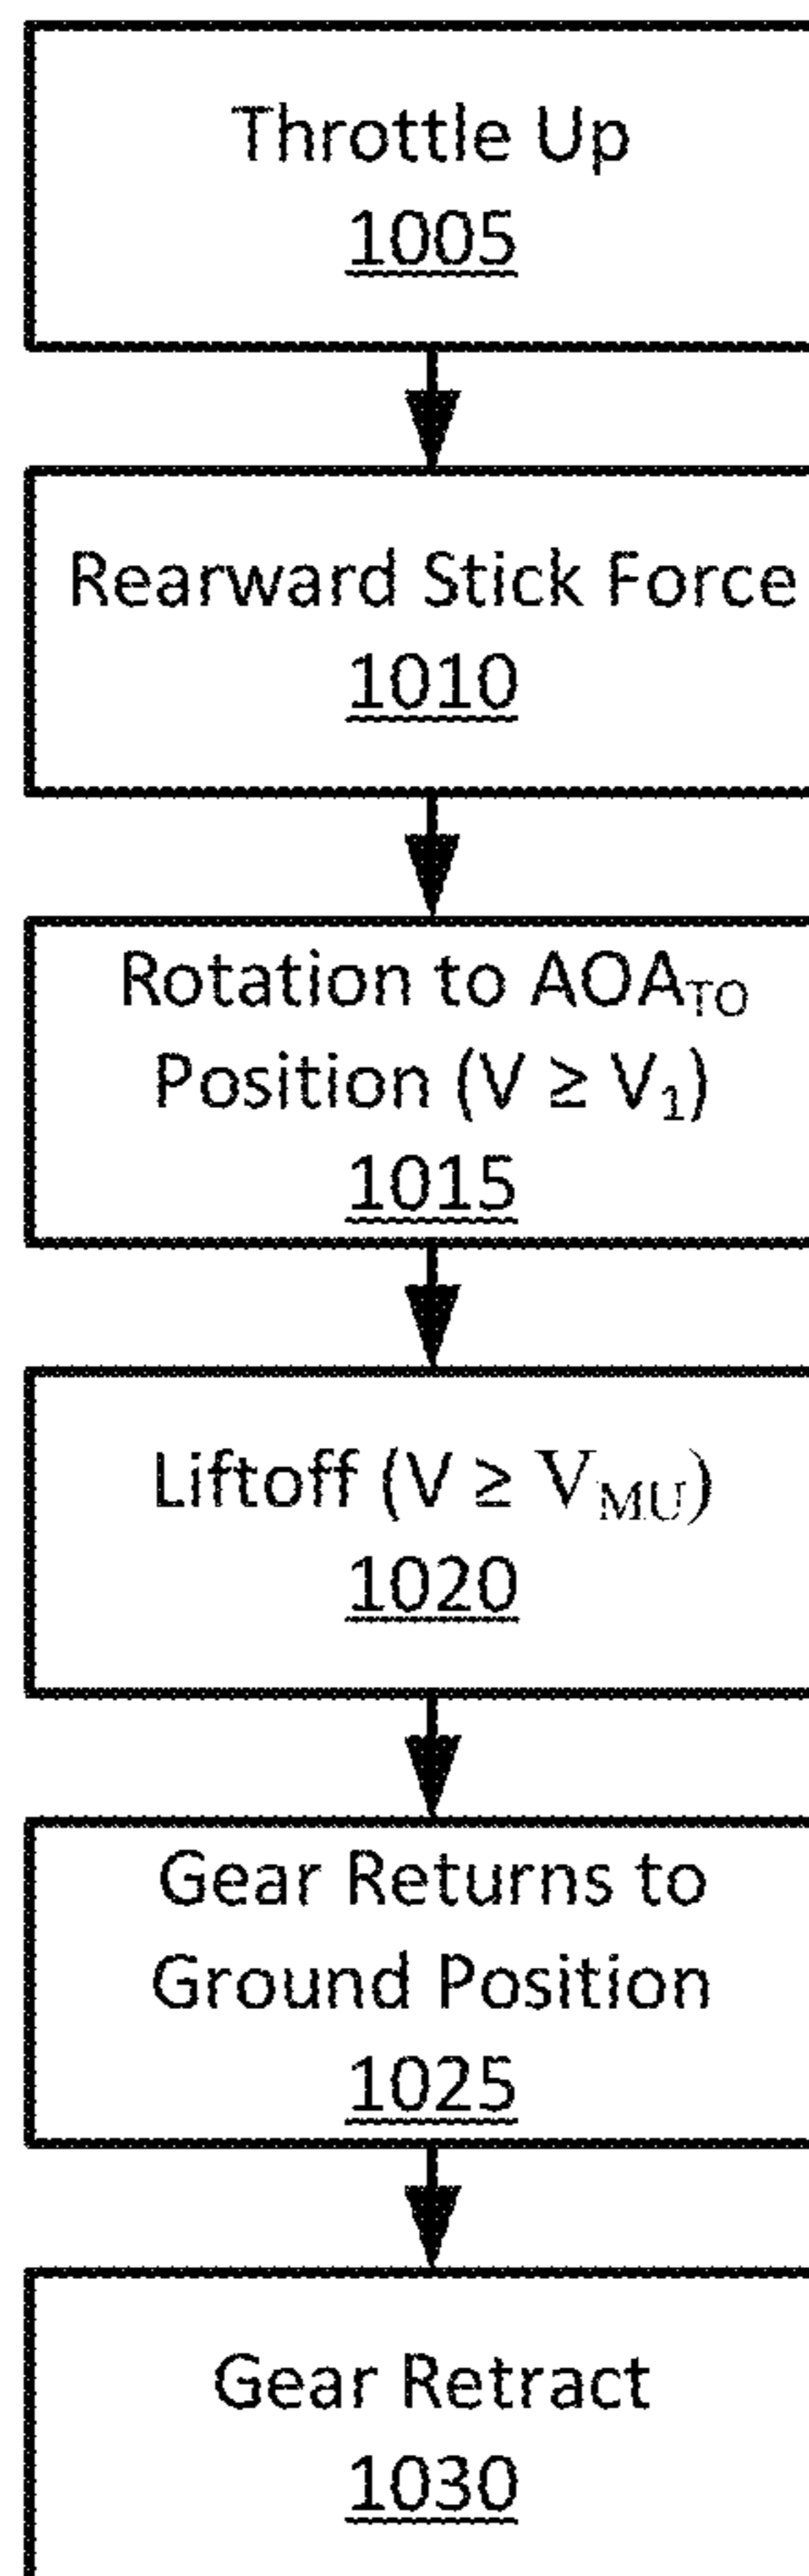 Throttle Up
1005
Rearward Stick Force
1010
Rotation to AOA_TO
Position (V ≥ V₁)
1015
Liftoff (V ≥ V_MU)
1020
Gear Returns to
Ground Position
1025
Gear Retract
1030